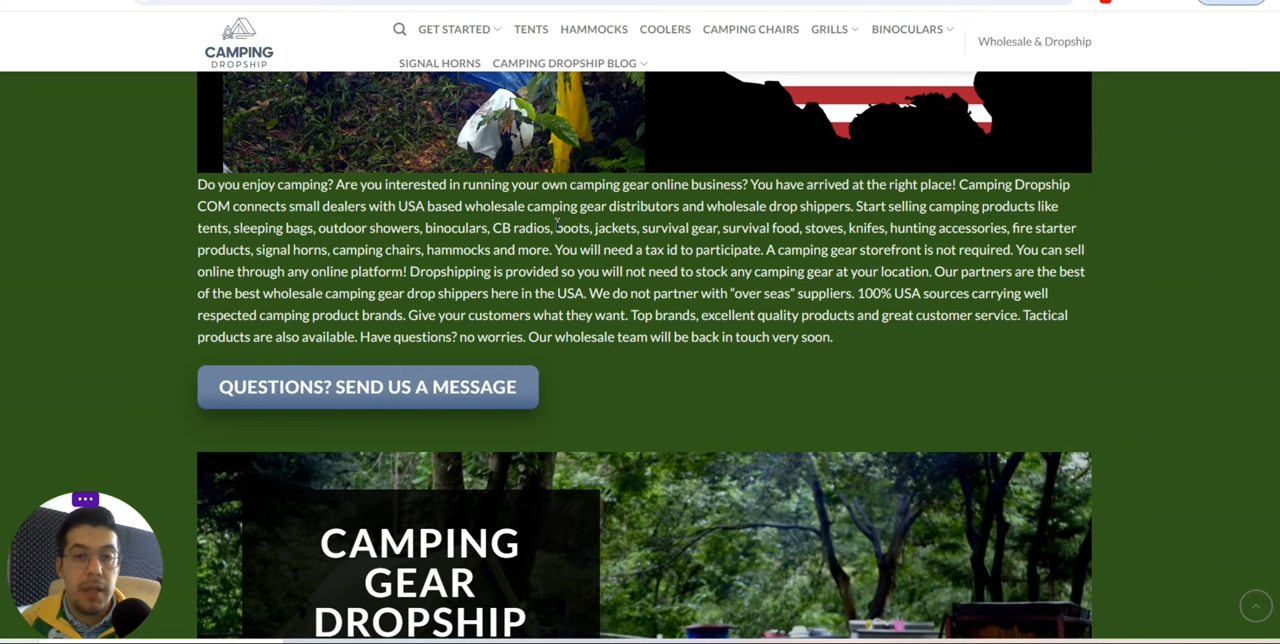 CAMPING
DROPSHIP
GET STARTED TENTS HAMMOCKS COOLERS CAMPING CHAIRS GRILLS BINOCULARS
SIGNAL HORNS CAMPING DROPSHIP BLOG
Wholesale & Dropship
Do you enjoy camping? Are you interested in running your own camping gear online business? You have arrived at the right place! Camping Dropship
COM connects small dealers with USA based wholesale camping gear distributors and wholesale drop shippers. Start selling camping products like
tents, sleeping bags, outdoor showers, binoculars, CB radios, boots, jackets, survival gear, survival food, stoves, knifes, hunting accessories, fire starter
products, signal horns, camping chairs, hammocks and more. You will need a tax id to participate. A camping gear storefront is not required. You can sell
online through any online platform! Dropshipping is provided so you will not need to stock any camping gear at your location. Our partners are the best
of the best wholesale camping gear drop shippers here in the USA. We do not partner with “over seas” suppliers. 100% USA sources carrying well
respected camping product brands. Give your customers what they want. Top brands, excellent quality products and great customer service. Tactical
products are also available. Have questions? no worries. Our wholesale team will be back in touch very soon.
QUESTIONS? SEND US A MESSAGE
CAMPING
GEAR
DROPSHIP